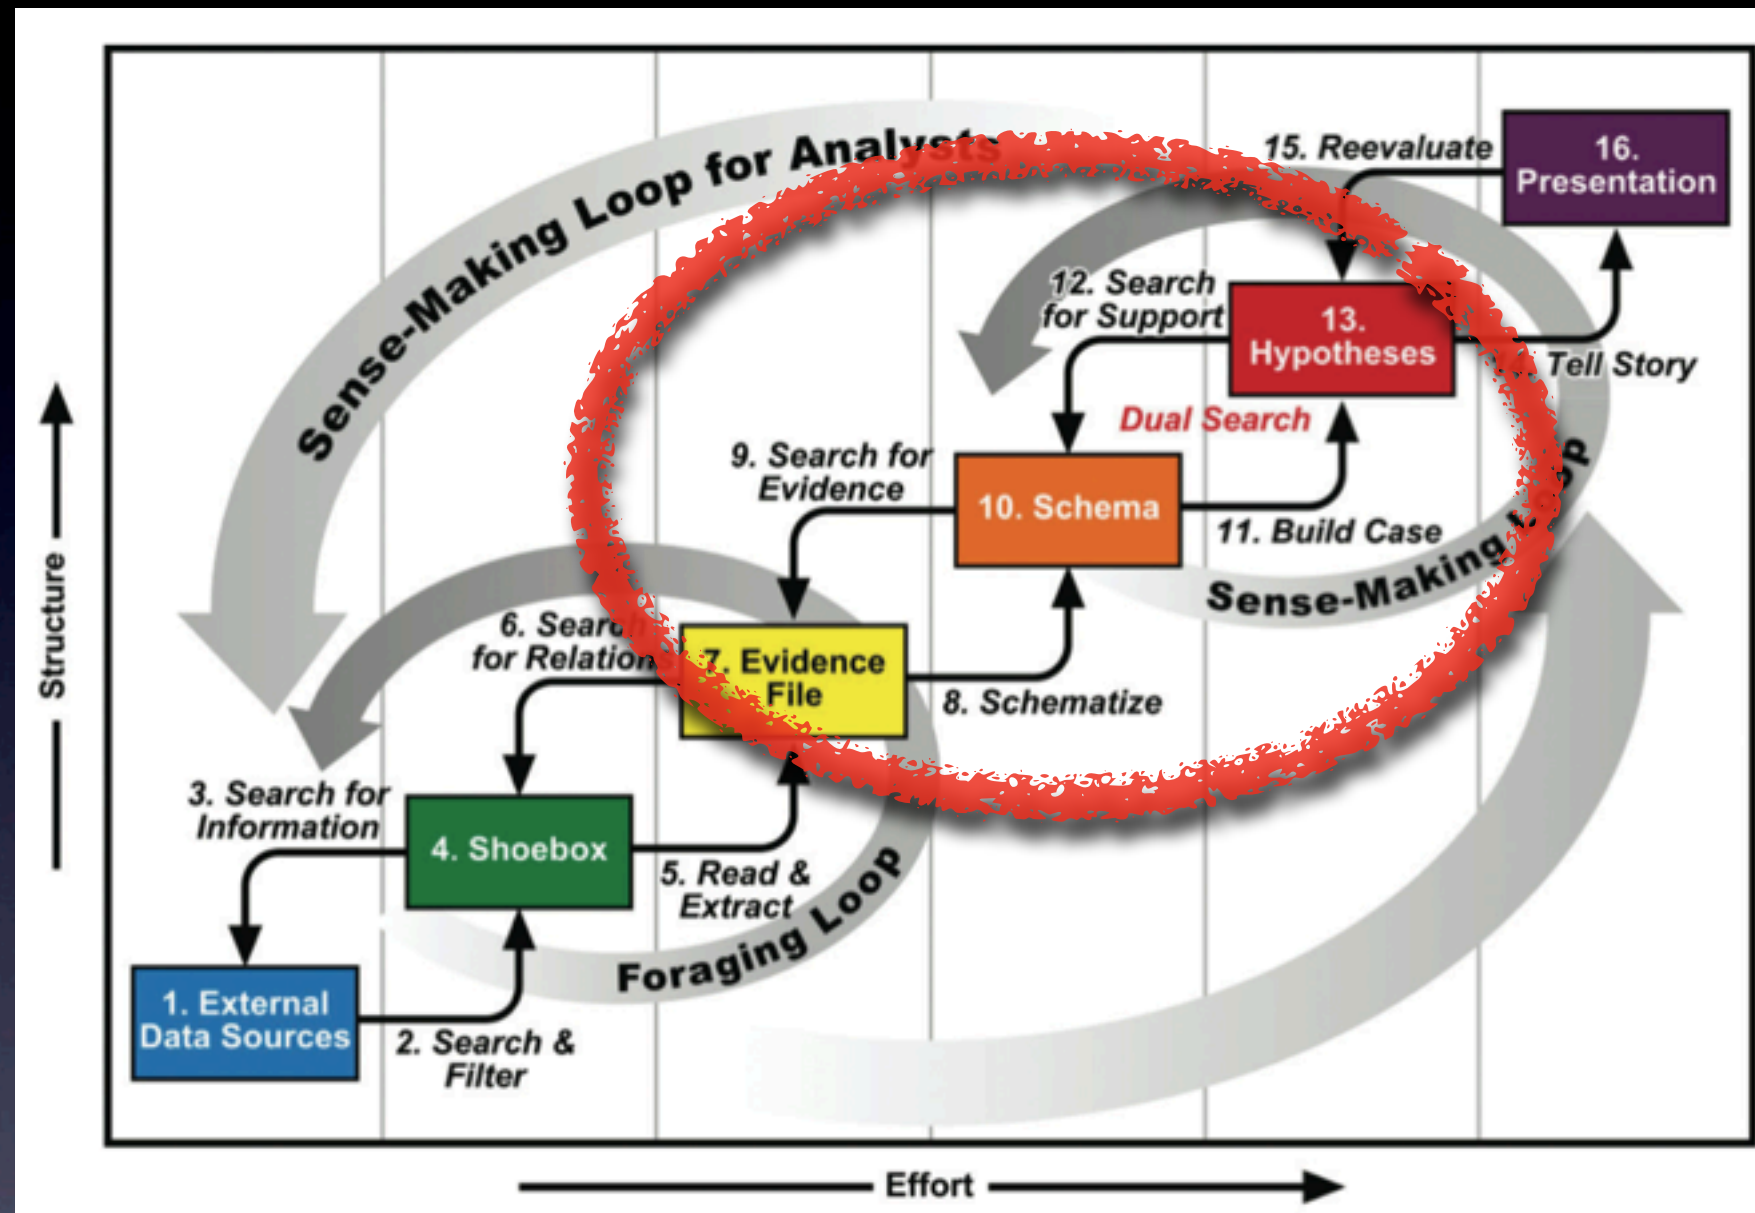 Sense-Making Loop for Analysts
15. Reevaluate
16.
Presentation
12. Search
for Support
13.
Hypotheses
Tell Story
Dual Search
9. Search for
Evidence
10. Schema
11. Build Case
Sense-Making
6. Search
for Relations
7. Evidence
File
8. Schematize
3. Search for
Information
4. Shoebox
5. Read &
Extract
Foraging Loop
1. External
Data Sources
2. Search &
Filter
Structure
Effort